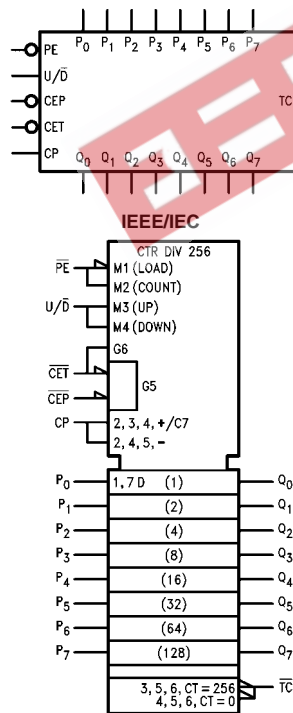 P0 P1 P2 P3 P4 P5 P6 P7
PE
U/D̅
CEP
CET
CP
TC
Q0 Q1 Q2 Q3 Q4 Q5 Q6 Q7
IEEE/IEC
CTR DIV 256
P̅E̅ M1 (LOAD)
M2 (COUNT)
U/D̅ M3 (UP)
M4 (DOWN)
G6
C̅E̅T̅
G5
C̅E̅P̅
CP 2, 3, 4, +/C7
2, 4, 5, −
P0 1, 7 D (1) Q0
P1 (2) Q1
P2 (4) Q2
P3 (8) Q3
P4 (16) Q4
P5 (32) Q5
P6 (64) Q6
P7 (128) Q7
3, 5, 6, CT = 256 T̅C̅
4, 5, 6, CT = 0